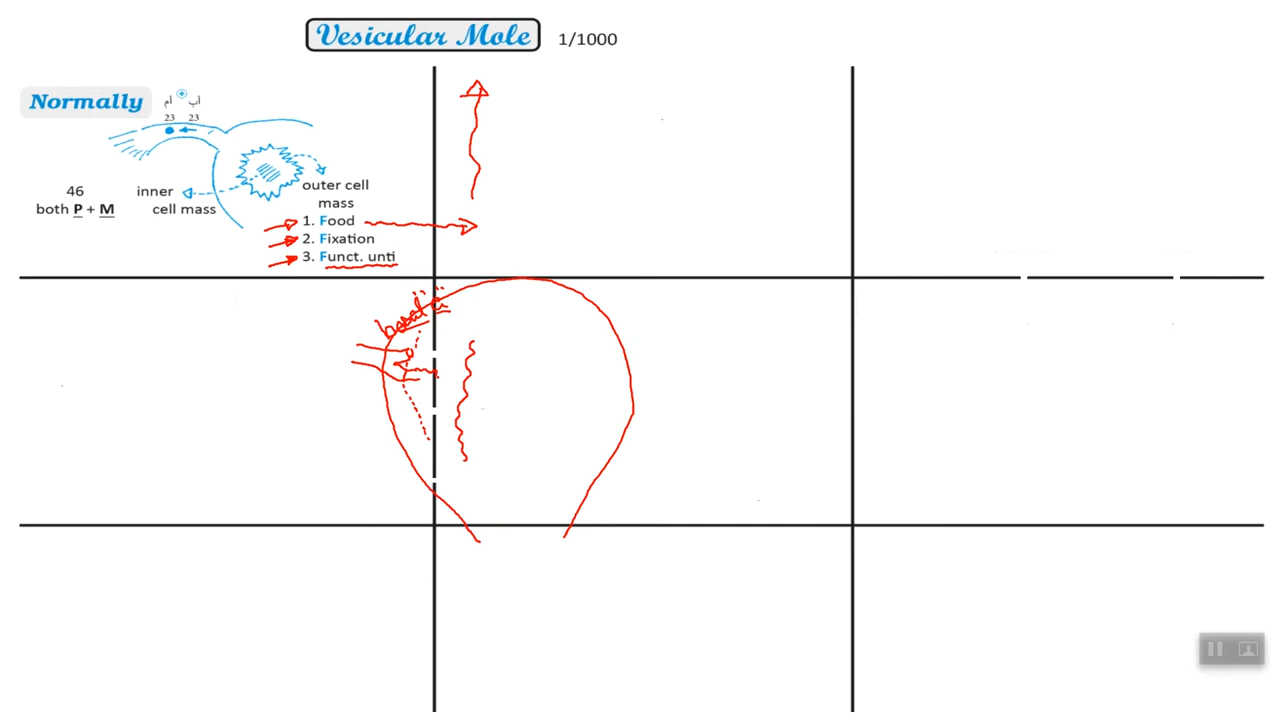 Vesicular Mole 1/1000
Normally
أم + أب
23 23
46
both P + M
inner
cell mass
outer cell
mass
1. Food
2. Fixation
3. Funct. unti